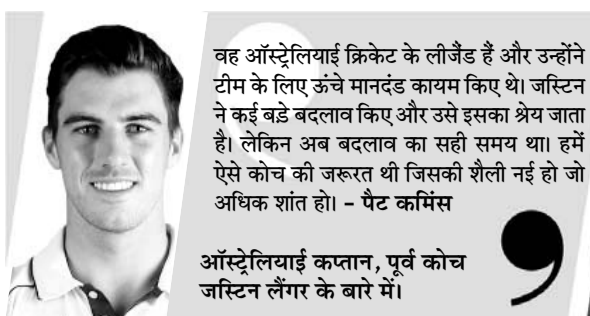 वह ऑस्ट्रेलियाई क्रिकेट के लीजैंड हैं और उन्होंने
टीम के लिए ऊंचे मानदंड कायम किए थे। जस्टिन
ने कई बड़े बदलाव किए और उसे इसका श्रेय जाता
है। लेकिन अब बदलाव का सही समय था। हमें
ऐसे कोच की जरूरत थी जिसकी शैली नई हो जो
अधिक शांत हो। – पैट कमिंस
ऑस्ट्रेलियाई कप्तान, पूर्व कोच
जस्टिन लैंगर के बारे में।